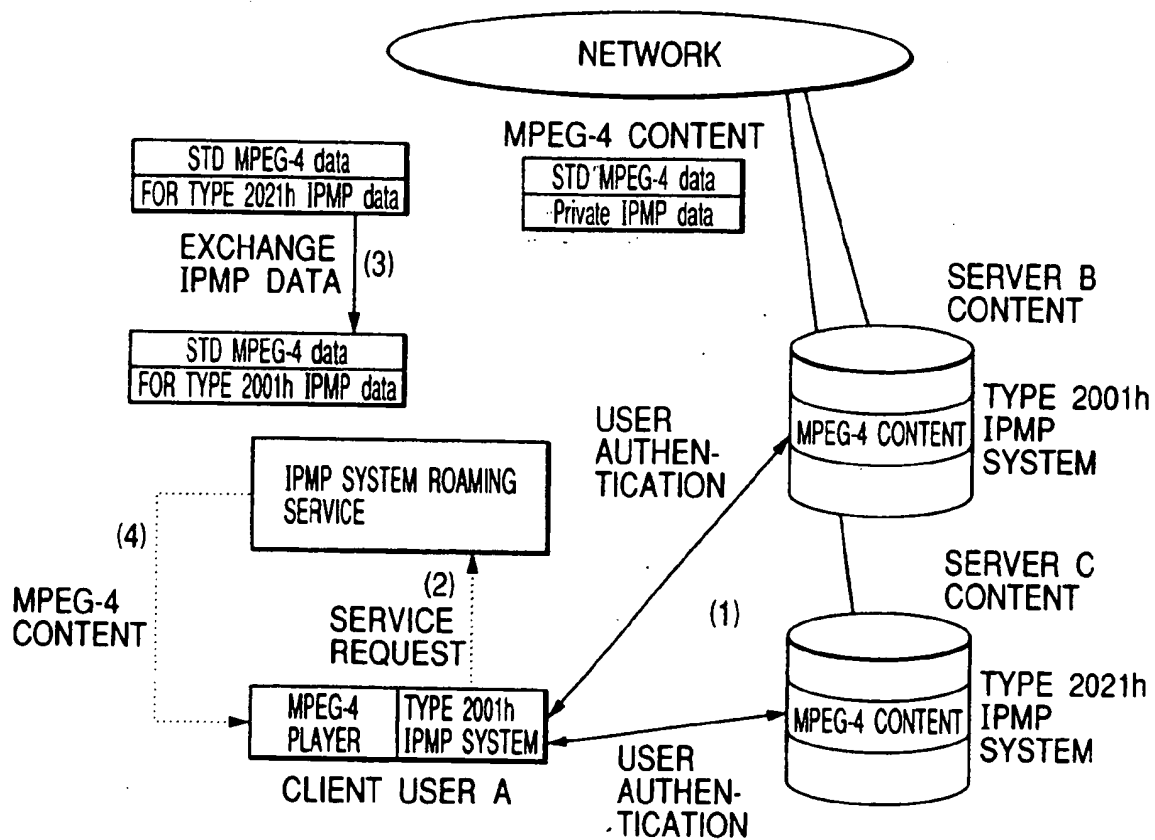 NETWORK
MPEG-4 CONTENT
STD MPEG-4 data
Private IPMP data
STD MPEG-4 data
FOR TYPE 2021h IPMP data
EXCHANGE
IPMP DATA
(3)
STD MPEG-4 data
FOR TYPE 2001h IPMP data
SERVER B
CONTENT
MPEG-4 CONTENT
TYPE 2001h
IPMP
SYSTEM
USER
AUTHEN-
TICATION
IPMP SYSTEM ROAMING
SERVICE
(4)
MPEG-4
CONTENT
(2)
SERVICE
REQUEST
(1)
SERVER C
CONTENT
MPEG-4 CONTENT
TYPE 2021h
IPMP
SYSTEM
MPEG-4
PLAYER
TYPE 2001h
IPMP SYSTEM
CLIENT USER A
USER
AUTHEN-
TICATION